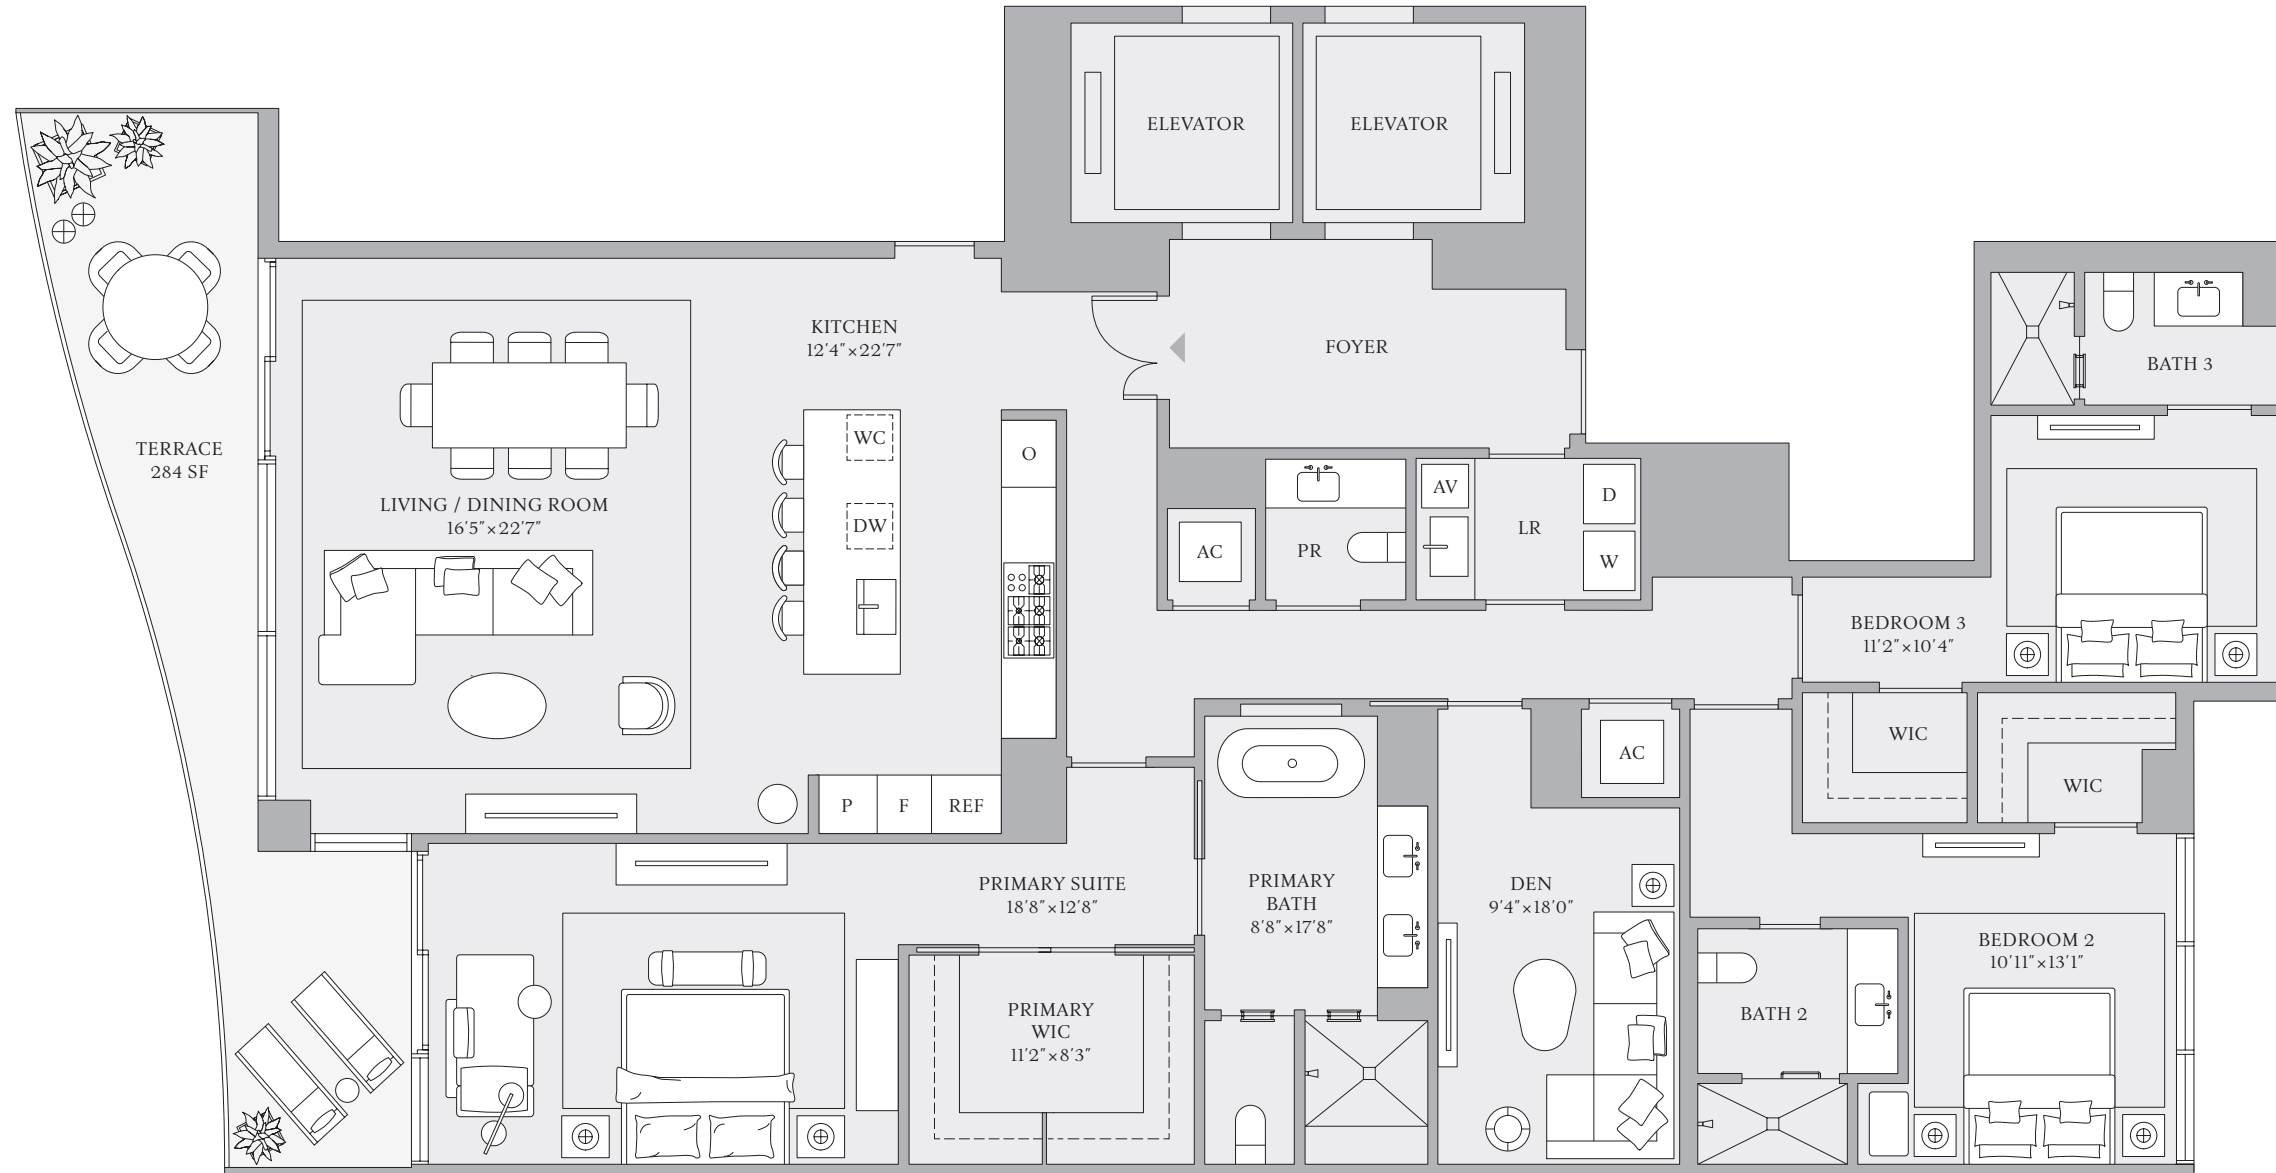 ELEVATOR
ELEVATOR
KITCHEN
12'4"×22'7"
FOYER
BATH 3
TERRACE
284 SF
LIVING / DINING ROOM
16'5"×22'7"
WC
DW
O
AC
PR
AV
LR
D
W
BEDROOM 3
11'2"×10'4"
P
F
REF
AC
WIC
WIC
PRIMARY SUITE
18'8"×12'8"
PRIMARY
BATH
8'8"×17'8"
DEN
9'4"×18'0"
BEDROOM 2
10'11"×13'1"
PRIMARY
WIC
11'2"×8'3"
BATH 2